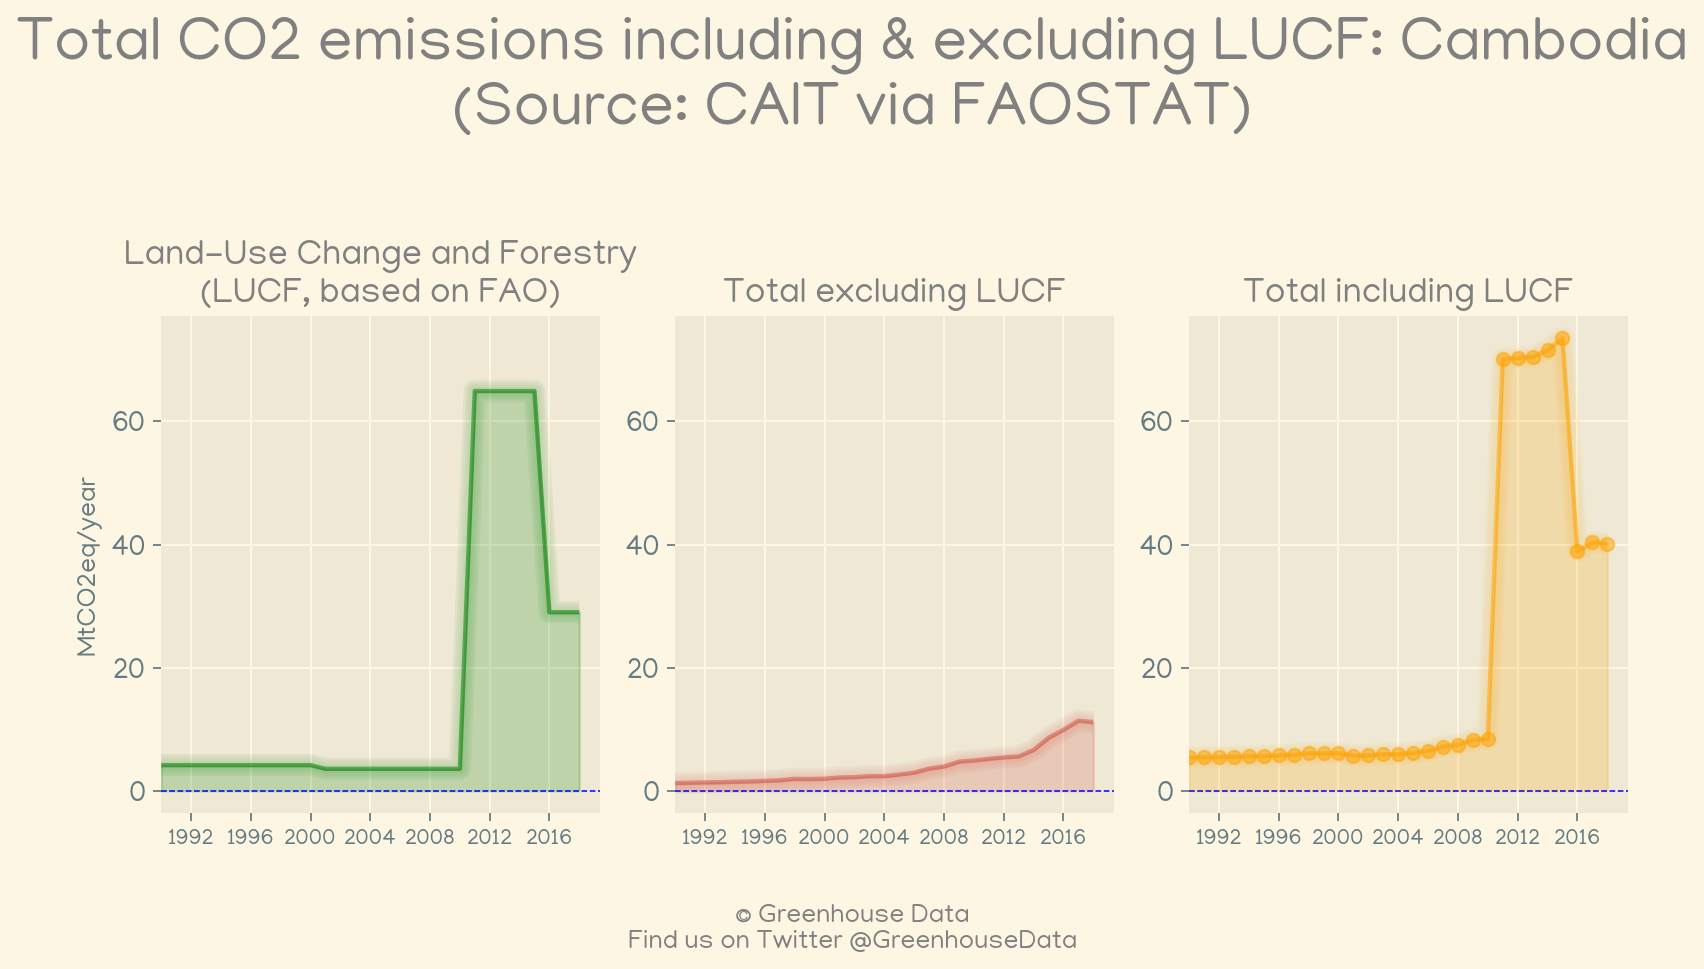 Total CO2 emissions including & excluding LUCF: Cambodia
(Source: CAIT via FAOSTAT)
Land-Use Change and Forestry
(LUCF, based on FAO)
Total excluding LUCF
Total including LUCF
MtCO2eq/year
60
40
20
0
1992 1996 2000 2004 2008 2012 2016
60
40
20
0
1992 1996 2000 2004 2008 2012 2016
60
40
20
0
1992 1996 2000 2004 2008 2012 2016
© Greenhouse Data
Find us on Twitter @GreenhouseData